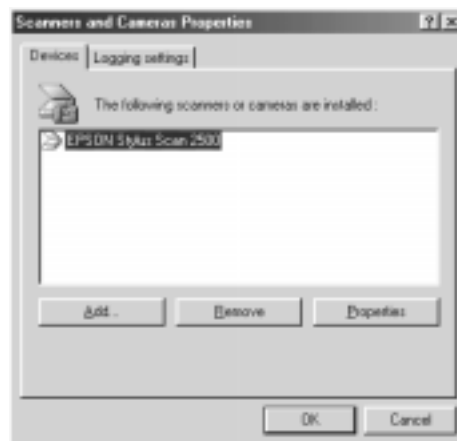 Scanners and Cameras Properties
Devices Logging settings
The following scanners or cameras are installed :
EPSON Stylus Scan 2500
Add... Remove Properties
OK Cancel